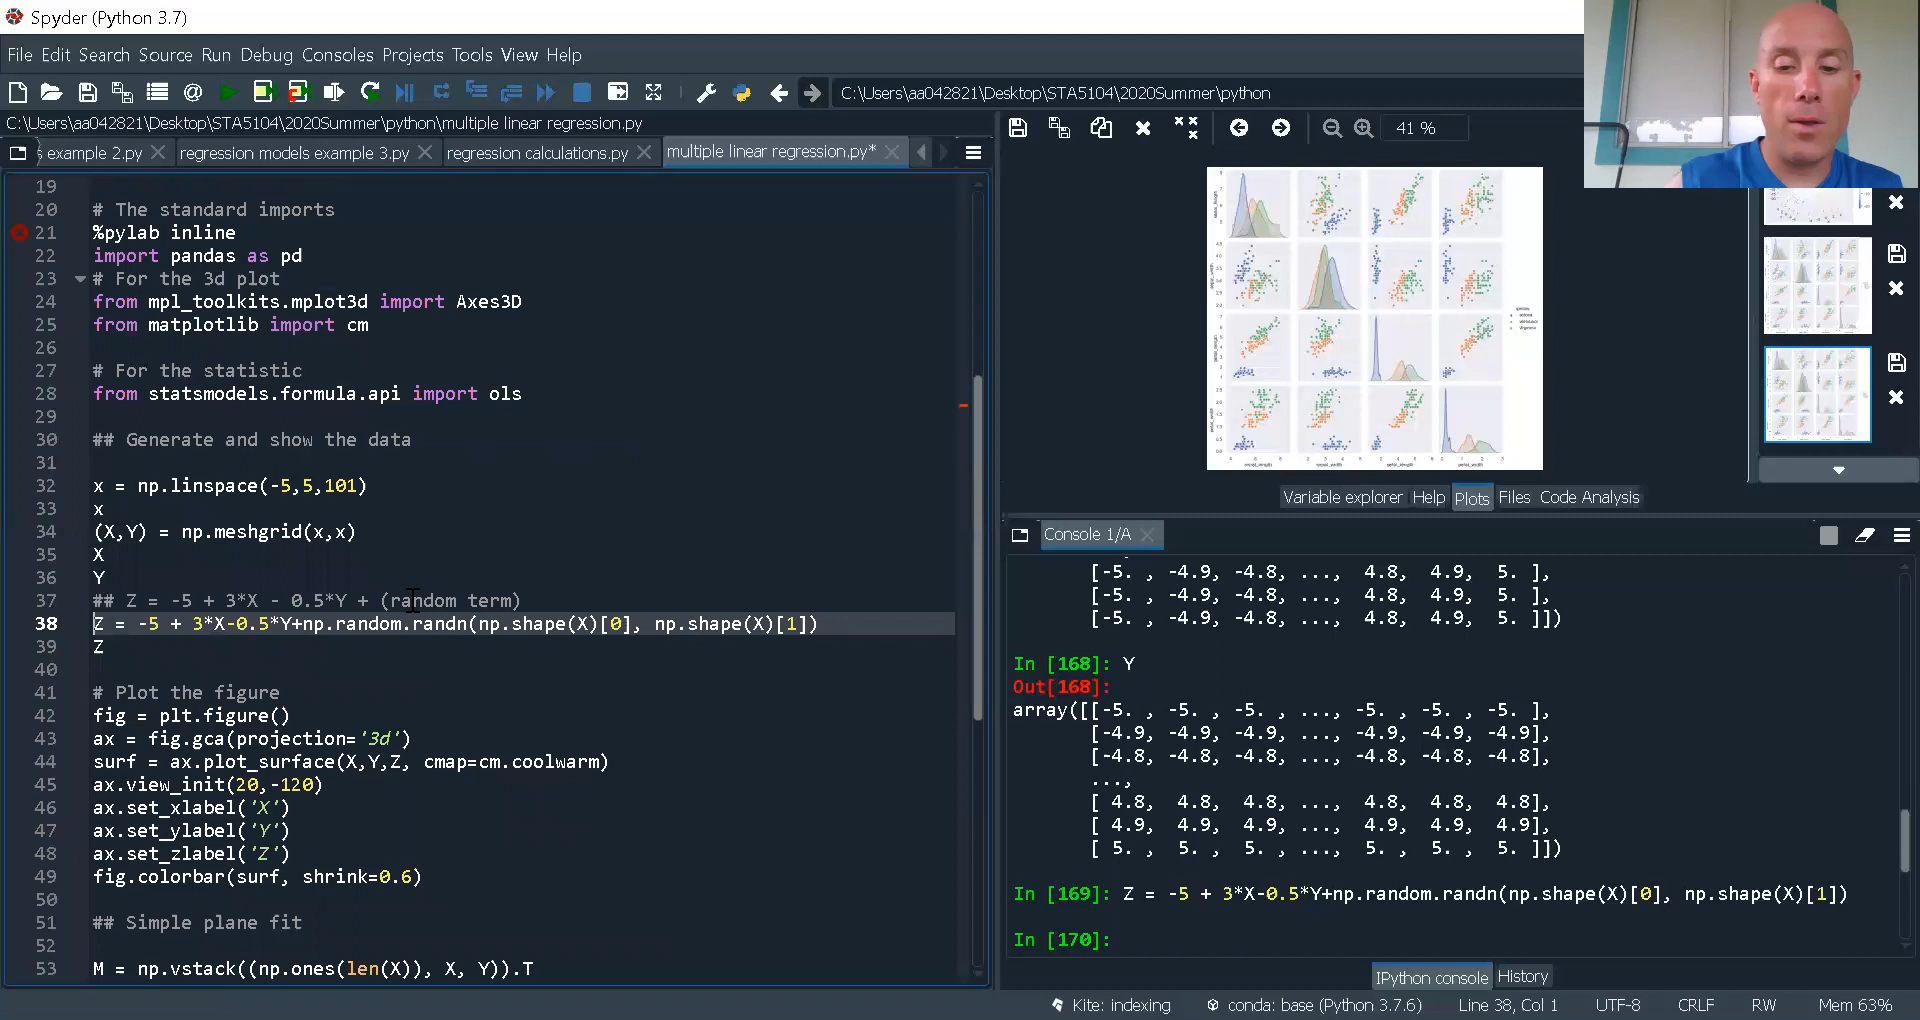 Spyder (Python 3.7)
File Edit Search Source Run Debug Consoles Projects Tools View Help
C:\Users\aa042821\Desktop\STA5104\2020Summer\python
C:\Users\aa042821\Desktop\STA5104\2020Summer\python\multiple linear regression.py
s example 2.py regression models example 3.py regression calculations.py multiple linear regression.py*
41 %
19
20 # The standard imports
21 %pylab inline
22 import pandas as pd
23 # For the 3d plot
24 from mpl_toolkits.mplot3d import Axes3D
25 from matplotlib import cm
26
27 # For the statistic
28 from statsmodels.formula.api import ols
29
30 ## Generate and show the data
31
32 x = np.linspace(-5,5,101)
33 x
34 (X,Y) = np.meshgrid(x,x)
35 X
36 Y
37 ## Z = -5 + 3*X - 0.5*Y + (random term)
38 Z = -5 + 3*X-0.5*Y+np.random.randn(np.shape(X)[0], np.shape(X)[1])
39 Z
40
41 # Plot the figure
42 fig = plt.figure()
43 ax = fig.gca(projection='3d')
44 surf = ax.plot_surface(X,Y,Z, cmap=cm.coolwarm)
45 ax.view_init(20,-120)
46 ax.set_xlabel('X')
47 ax.set_ylabel('Y')
48 ax.set_zlabel('Z')
49 fig.colorbar(surf, shrink=0.6)
50
51 ## Simple plane fit
52
53 M = np.vstack((np.ones(len(X)), X, Y)).T
Variable explorer Help Plots Files Code Analysis
Console 1/A
[-5. , -4.9, -4.8, ..., 4.8, 4.9, 5. ],
[-5. , -4.9, -4.8, ..., 4.8, 4.9, 5. ],
[-5. , -4.9, -4.8, ..., 4.8, 4.9, 5. ]])
In [168]: Y
Out[168]:
array([[-5. , -5. , -5. , ..., -5. , -5. , -5. ],
[-4.9, -4.9, -4.9, ..., -4.9, -4.9, -4.9],
[-4.8, -4.8, -4.8, ..., -4.8, -4.8, -4.8],
...,
[ 4.8, 4.8, 4.8, ..., 4.8, 4.8, 4.8],
[ 4.9, 4.9, 4.9, ..., 4.9, 4.9, 4.9],
[ 5. , 5. , 5. , ..., 5. , 5. , 5. ]])
In [169]: Z = -5 + 3*X-0.5*Y+np.random.randn(np.shape(X)[0], np.shape(X)[1])
In [170]:
IPython console History
Kite: indexing conda: base (Python 3.7.6) Line 38, Col 1 UTF-8 CRLF RW Mem 63%